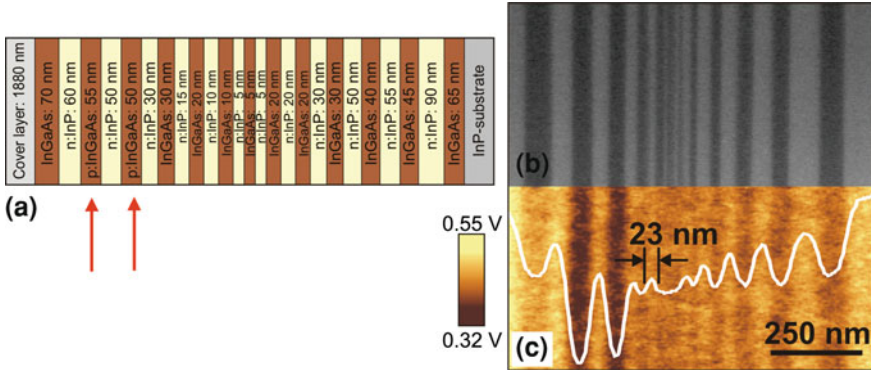 Cover layer: 1880 nm
InGaAs: 70 nm
n:InP: 60 nm
p:InGaAs: 55 nm
n:InP: 50 nm
p:InGaAs: 50 nm
n:InP: 30 nm
InGaAs: 30 nm
n:InP: 15 nm
InGaAs: 20 nm
n:InP: 10 nm
InGaAs: 10 nm
n:InP: 5 nm
InGaAs: 5 nm
n:InP: 5 nm
InGaAs: 20 nm
n:InP: 20 nm
InGaAs: 20 nm
n:InP: 30 nm
InGaAs: 30 nm
n:InP: 50 nm
InGaAs: 40 nm
n:InP: 55 nm
InGaAs: 45 nm
n:InP: 90 nm
InGaAs: 65 nm
InP-substrate
(a)
(b)
0.55 V
0.32 V
23 nm
(c)
250 nm